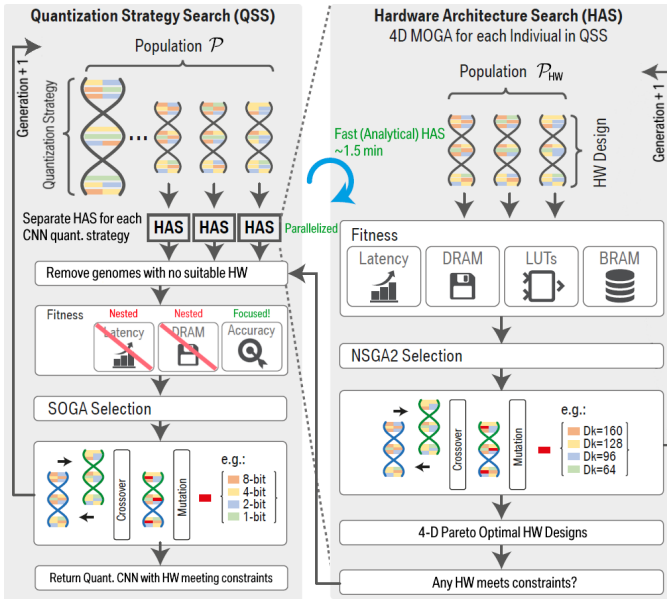 Quantization Strategy Search (QSS)
Population 𝒫
Generation + 1
Quantization Strategy
Separate HAS for each
CNN quant. strategy
HAS
HAS
HAS
Parallelized
Remove genomes with no suitable HW
Fitness
Nested
Latency
Nested
DRAM
Focused!
Accuracy
SOGA Selection
Crossover
Mutation
e.g.:
8-bit
4-bit
2-bit
1-bit
Return Quant. CNN with HW meeting constraints
Hardware Architecture Search (HAS)
4D MOGA for each Indiviual in QSS
Population 𝒫HW
Generation + 1
Fast (Analytical) HAS
~1.5 min
HW Design
Fitness
Latency
DRAM
LUTs
BRAM
NSGA2 Selection
Crossover
Mutation
e.g.:
Dk=160
Dk=128
Dk=96
Dk=64
4-D Pareto Optimal HW Designs
Any HW meets constraints?